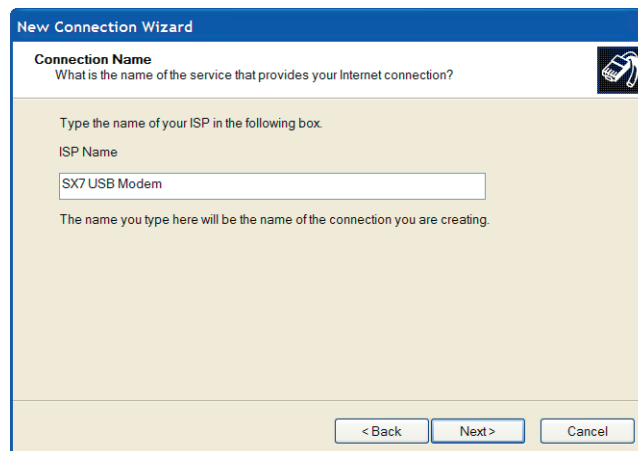 New Connection Wizard
Connection Name
What is the name of the service that provides your Internet connection?
Type the name of your ISP in the following box.
ISP Name
SX7 USB Modem
The name you type here will be the name of the connection you are creating.
< Back
Next>
Cancel